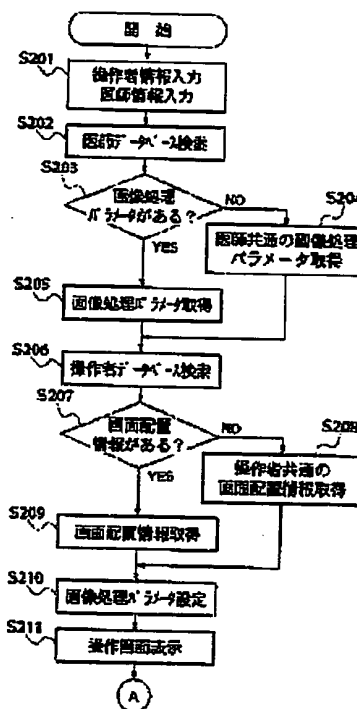 開始
S201
操作者情報入力
医師情報入力
S202
医師データベース検索
S203
画像処理
パラメータがある?
NO
YES
S204
医師共通の画像処理
パラメータ取得
S205
画像処理パラメータ取得
S206
操作者データベース検索
S207
画面配置
情報がある?
NO
YES
S208
操作者共通の
画面配置情報取得
S209
画面配置情報取得
S210
画像処理パラメータ設定
S211
操作画面表示
A